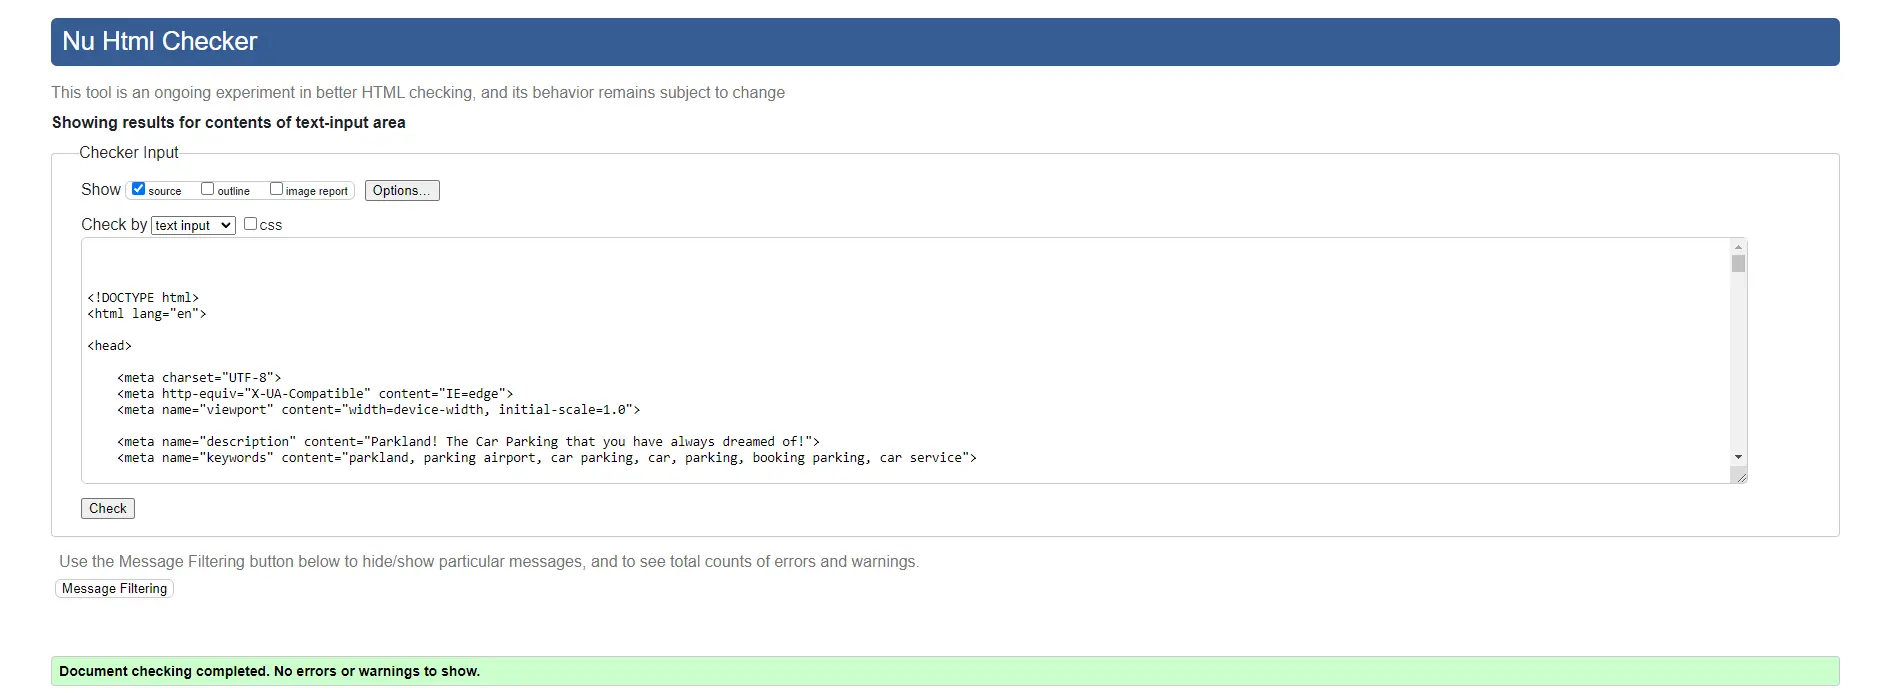 Nu Html Checker
This tool is an ongoing experiment in better HTML checking, and its behavior remains subject to change
Showing results for contents of text-input area
Checker Input
Show source outline image report Options...
Check by text input css
<!DOCTYPE html>
<html lang="en">
<head>
<meta charset="UTF-8">
<meta http-equiv="X-UA-Compatible" content="IE=edge">
<meta name="viewport" content="width=device-width, initial-scale=1.0">
<meta name="description" content="Parkland! The Car Parking that you have always dreamed of!">
<meta name="keywords" content="parkland, parking airport, car parking, car, parking, booking parking, car service">
Check
Use the Message Filtering button below to hide/show particular messages, and to see total counts of errors and warnings.
Message Filtering
Document checking completed. No errors or warnings to show.